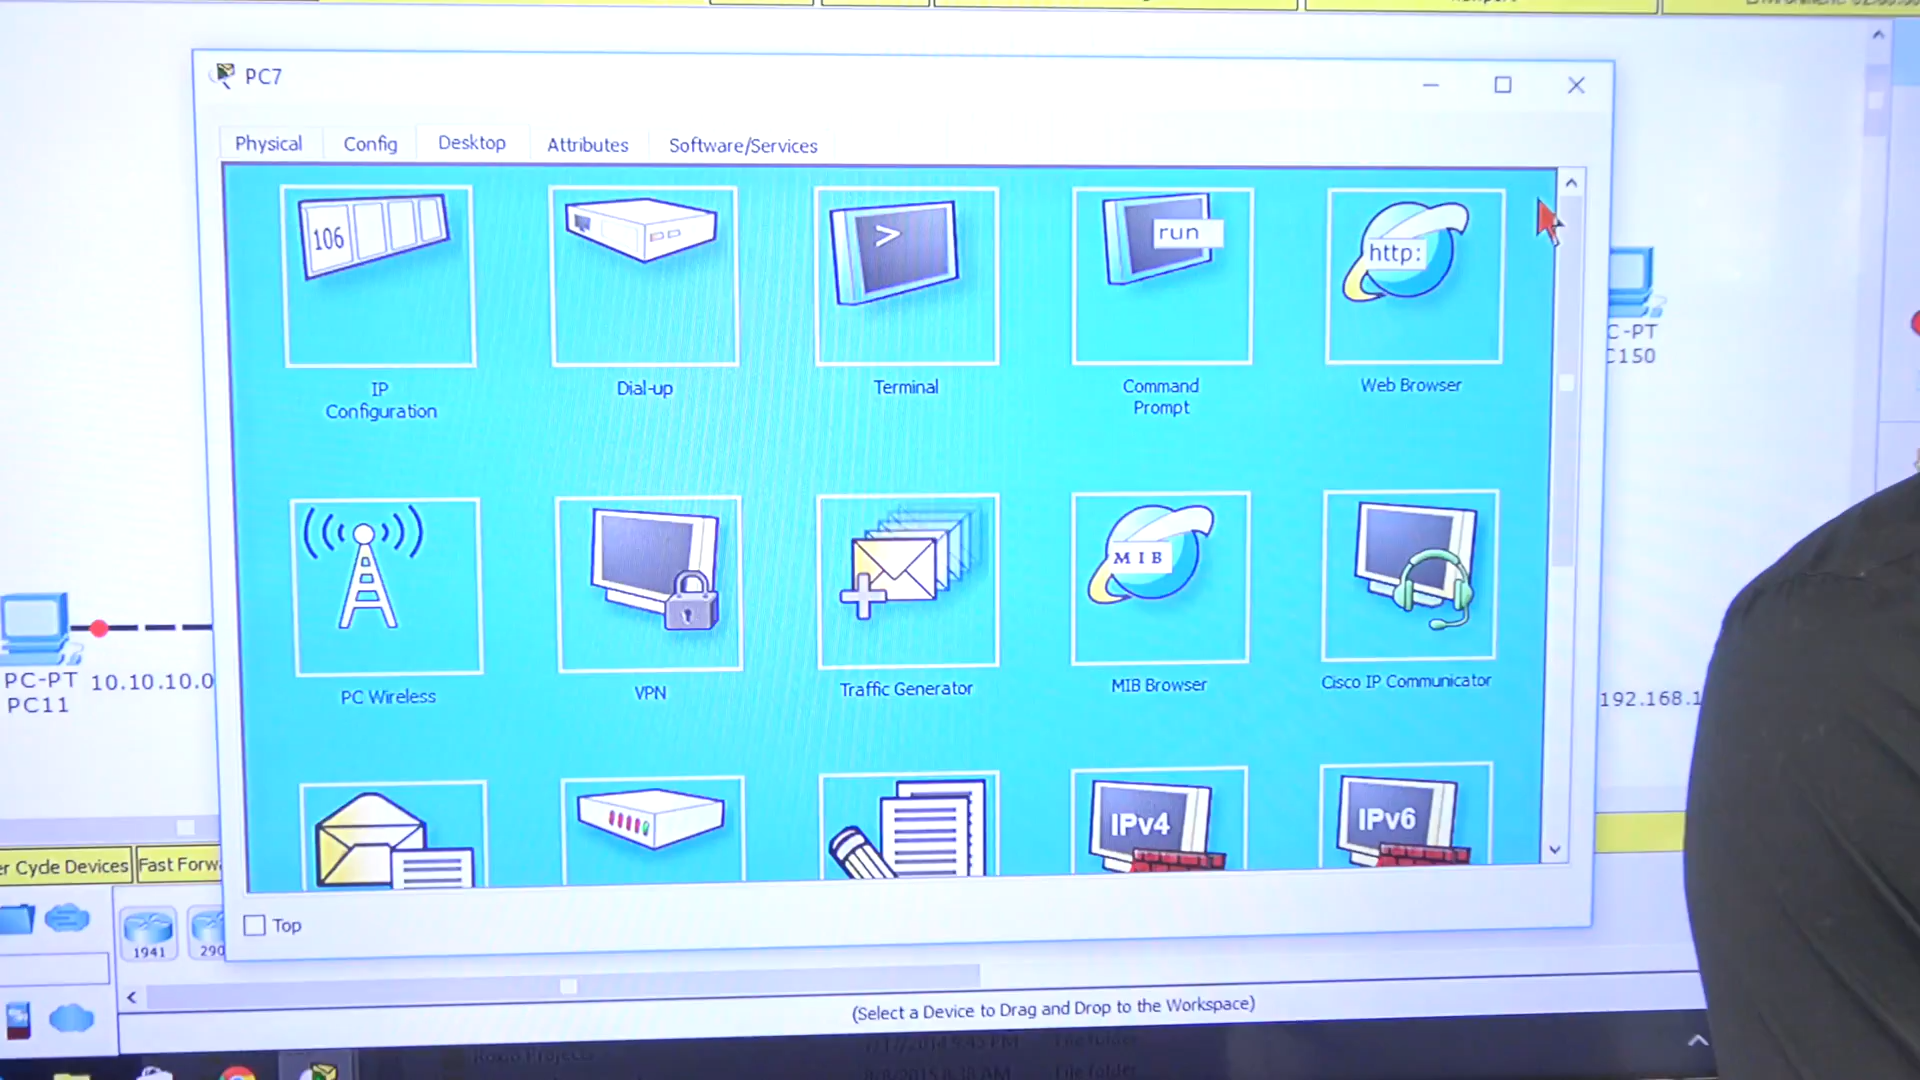 PC7
Physical
Config
Desktop
Attributes
Software/Services
106
>
run
http:
IP
Configuration
Dial-up
Terminal
Command
Prompt
Web Browser
C-PT
C150
MIB
PC Wireless
VPN
Traffic Generator
MIB Browser
Cisco IP Communicator
PC-PT
PC11
10.10.10.0
192.168.1
IPv4
IPv6
er Cycle Devices
Fast Forw
Top
1941
290
(Select a Device to Drag and Drop to the Workspace)